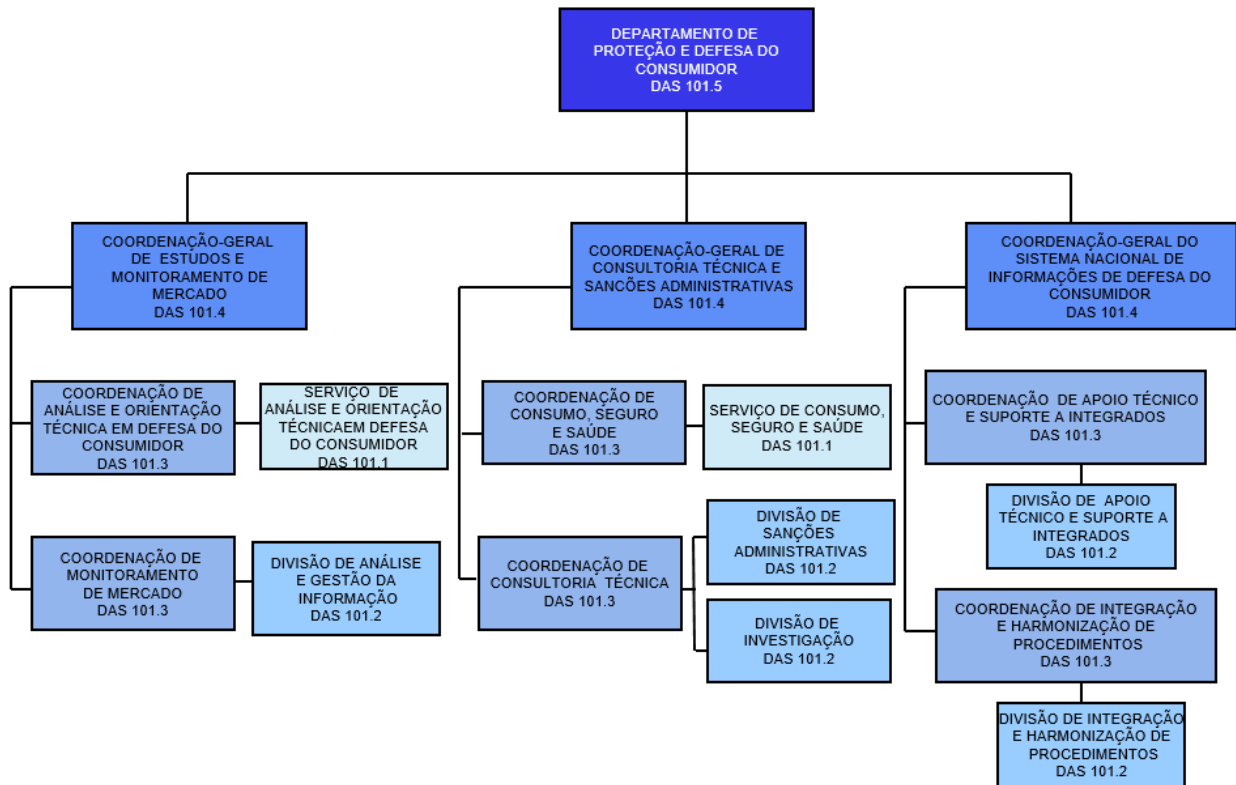 DEPARTAMENTO DE
PROTEÇÃO E DEFESA DO
CONSUMIDOR
DAS 101.5
COORDENAÇÃO-GERAL
DE ESTUDOS E
MONITORAMENTO DE
MERCADO
DAS 101.4
COORDENAÇÃO DE
ANÁLISE E ORIENTAÇÃO
TÉCNICA EM DEFESA DO
CONSUMIDOR
DAS 101.3
SERVIÇO DE
ANÁLISE E ORIENTAÇÃO
TÉCNICAEM DEFESA
DO CONSUMIDOR
DAS 101.1
COORDENAÇÃO DE
MONITORAMENTO
DE MERCADO
DAS 101.3
DIVISÃO DE ANÁLISE
E GESTÃO DA
INFORMAÇÃO
DAS 101.2
COORDENAÇÃO-GERAL DE
CONSULTORIA TÉCNICA E
SANCÕES ADMINISTRATIVAS
DAS 101.4
COORDENAÇÃO DE
CONSUMO, SEGURO
E SAÚDE
DAS 101.3
SERVIÇO DE CONSUMO,
SEGURO E SAÚDE
DAS 101.1
COORDENAÇÃO DE
CONSULTORIA TÉCNICA
DAS 101.3
DIVISÃO DE
SANÇÕES
ADMINISTRATIVAS
DAS 101.2
DIVISÃO DE
INVESTIGAÇÃO
DAS 101.2
COORDENAÇÃO-GERAL DO
SISTEMA NACIONAL DE
INFORMAÇÕES DE DEFESA DO
CONSUMIDOR
DAS 101.4
COORDENAÇÃO DE APOIO TÉCNICO
E SUPORTE A INTEGRADOS
DAS 101.3
DIVISÃO DE APOIO
TÉCNICO E SUPORTE A
INTEGRADOS
DAS 101.2
COORDENAÇÃO DE INTEGRAÇÃO
E HARMONIZAÇÃO DE
PROCEDIMENTOS
DAS 101.3
DIVISÃO DE INTEGRAÇÃO
E HARMONIZAÇÃO DE
PROCEDIMENTOS
DAS 101.2